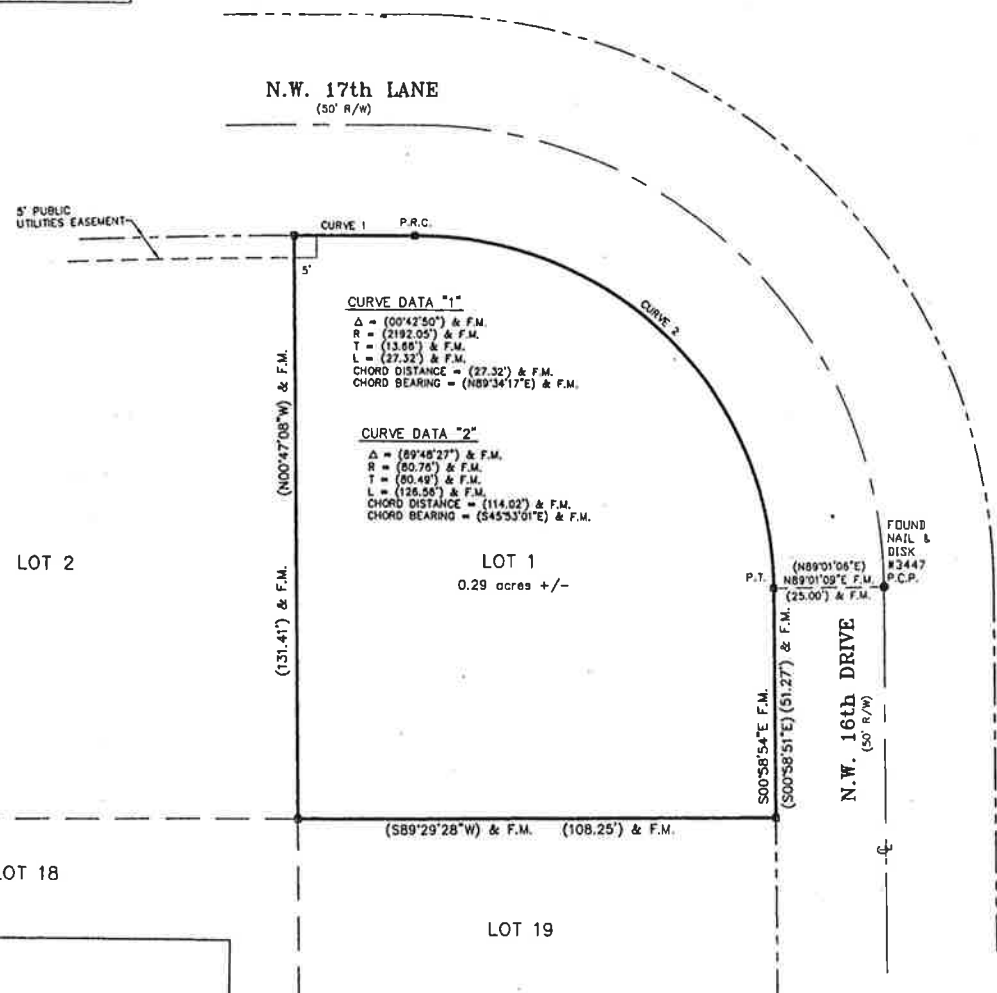 N.W. 17th LANE
(50' R/W)
5' PUBLIC
UTILITIES EASEMENT
CURVE 1
P.R.C.
5'
CURVE 2
CURVE DATA "1"
Δ = (00°42'50") & F.M.
R = (2192.05') & F.M.
T = (13.66') & F.M.
L = (27.32') & F.M.
CHORD DISTANCE = (27.32') & F.M.
CHORD BEARING = (N89°34'17"E) & F.M.
CURVE DATA "2"
Δ = (89°48'27") & F.M.
R = (80.76') & F.M.
T = (80.49') & F.M.
L = (126.58') & F.M.
CHORD DISTANCE = (114.02') & F.M.
CHORD BEARING = (S45°53'01"E) & F.M.
(N00°47'08"W) & F.M.
(131.41') & F.M.
LOT 2
LOT 1
0.29 acres +/-
P.T.
(N89°01'06"E)
N89°01'09"E F.M.
(25.00') & F.M.
FOUND
NAIL &
DISK
#3447
P.C.P.
S00°58'54"E F.M.
(S00°58'51"E) (51.27') & F.M.
N.W. 16th DRIVE
(50' R/W)
(S89°29'28"W) & F.M. (108.25') & F.M.
LOT 18
LOT 19